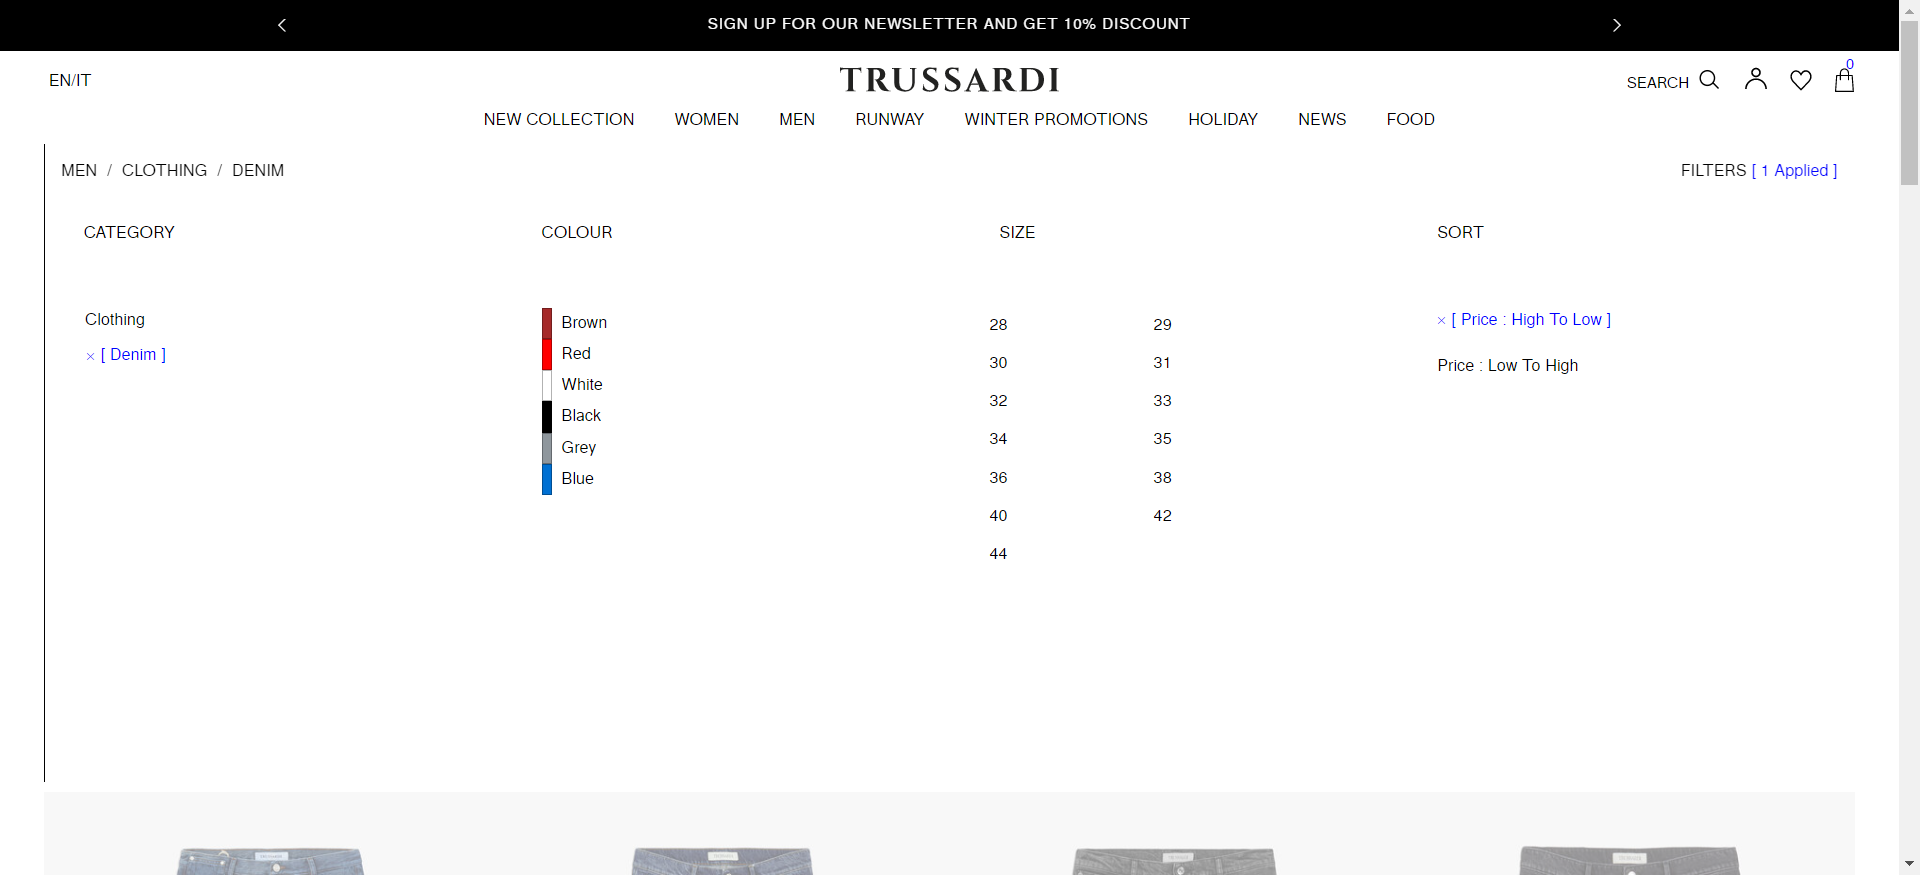 SIGN UP FOR OUR NEWSLETTER AND GET 10% DISCOUNT
EN/IT
TRUSSARDI
SEARCH
0
NEW COLLECTION WOMEN MEN RUNWAY WINTER PROMOTIONS HOLIDAY NEWS FOOD
MEN / CLOTHING / DENIM
FILTERS [ 1 Applied ]
CATEGORY
Clothing
× [ Denim ]
COLOUR
Brown
Red
White
Black
Grey
Blue
SIZE
28 29
30 31
32 33
34 35
36 38
40 42
44
SORT
× [ Price : High To Low ]
Price : Low To High